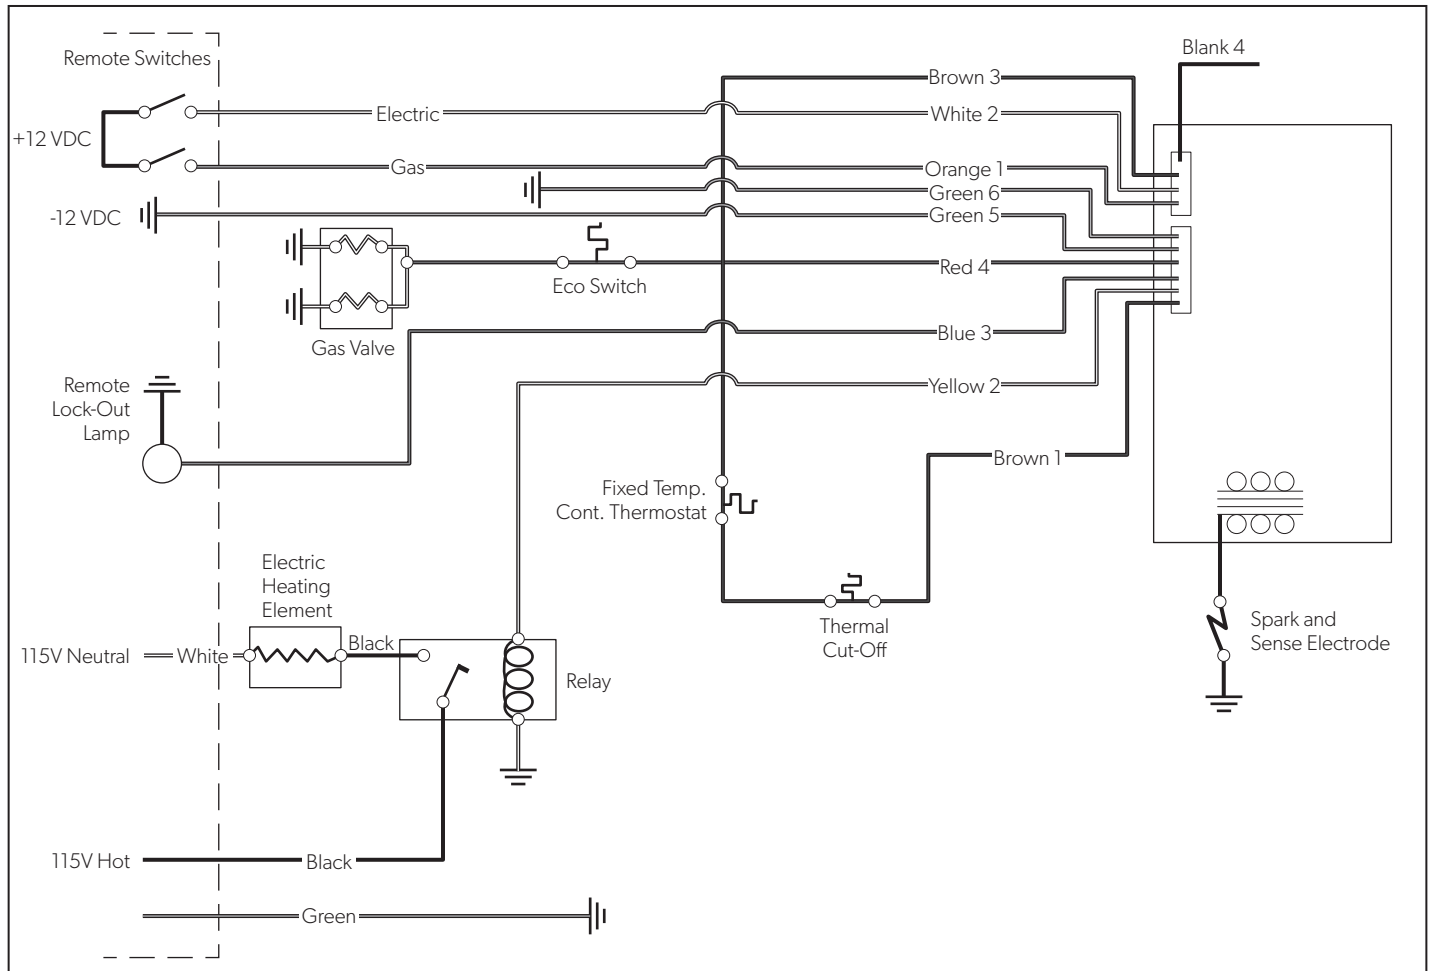 Remote Switches
+12 VDC
Electric
Gas
-12 VDC
Brown 3
White 2
Orange 1
Green 6
Green 5
Red 4
Blue 3
Yellow 2
Brown 1
Blank 4
Eco Switch
Gas Valve
Remote
Lock-Out
Lamp
Fixed Temp.
Cont. Thermostat
Thermal
Cut-Off
Spark and
Sense Electrode
Electric
Heating
Element
115V Neutral
White
Black
Relay
115V Hot
Black
Green